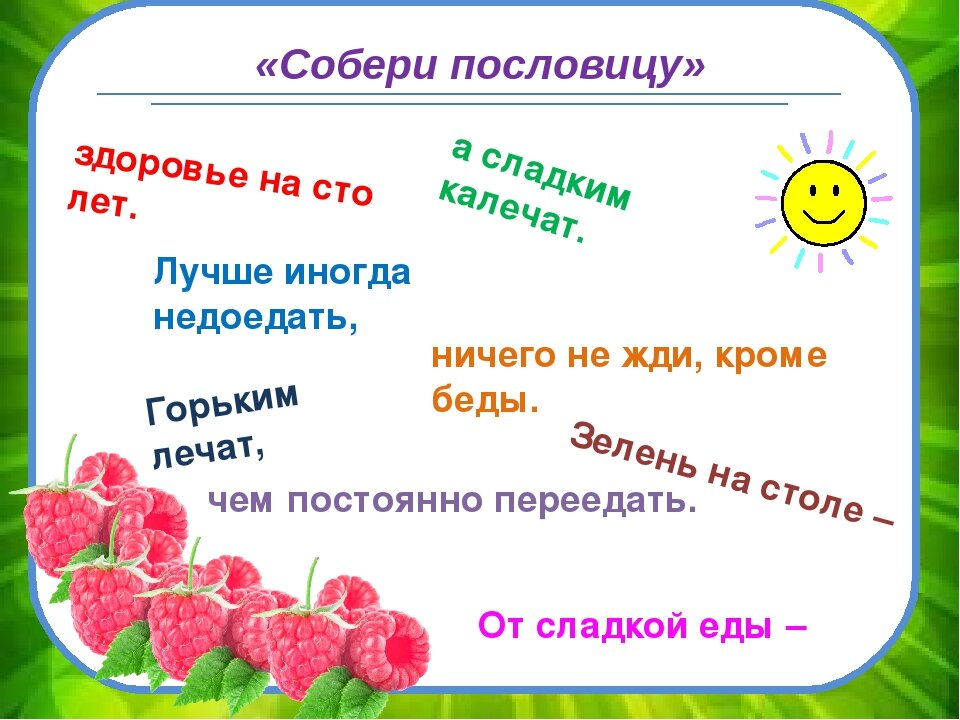 «Собери пословицу»
здоровье на сто
лет.
а сладким
калечат.
Лучше иногда
недоедать,
ничего не жди, кроме
беды.
Горьким
лечат,
Зелень на столе –
чем постоянно переедать.
От сладкой еды –